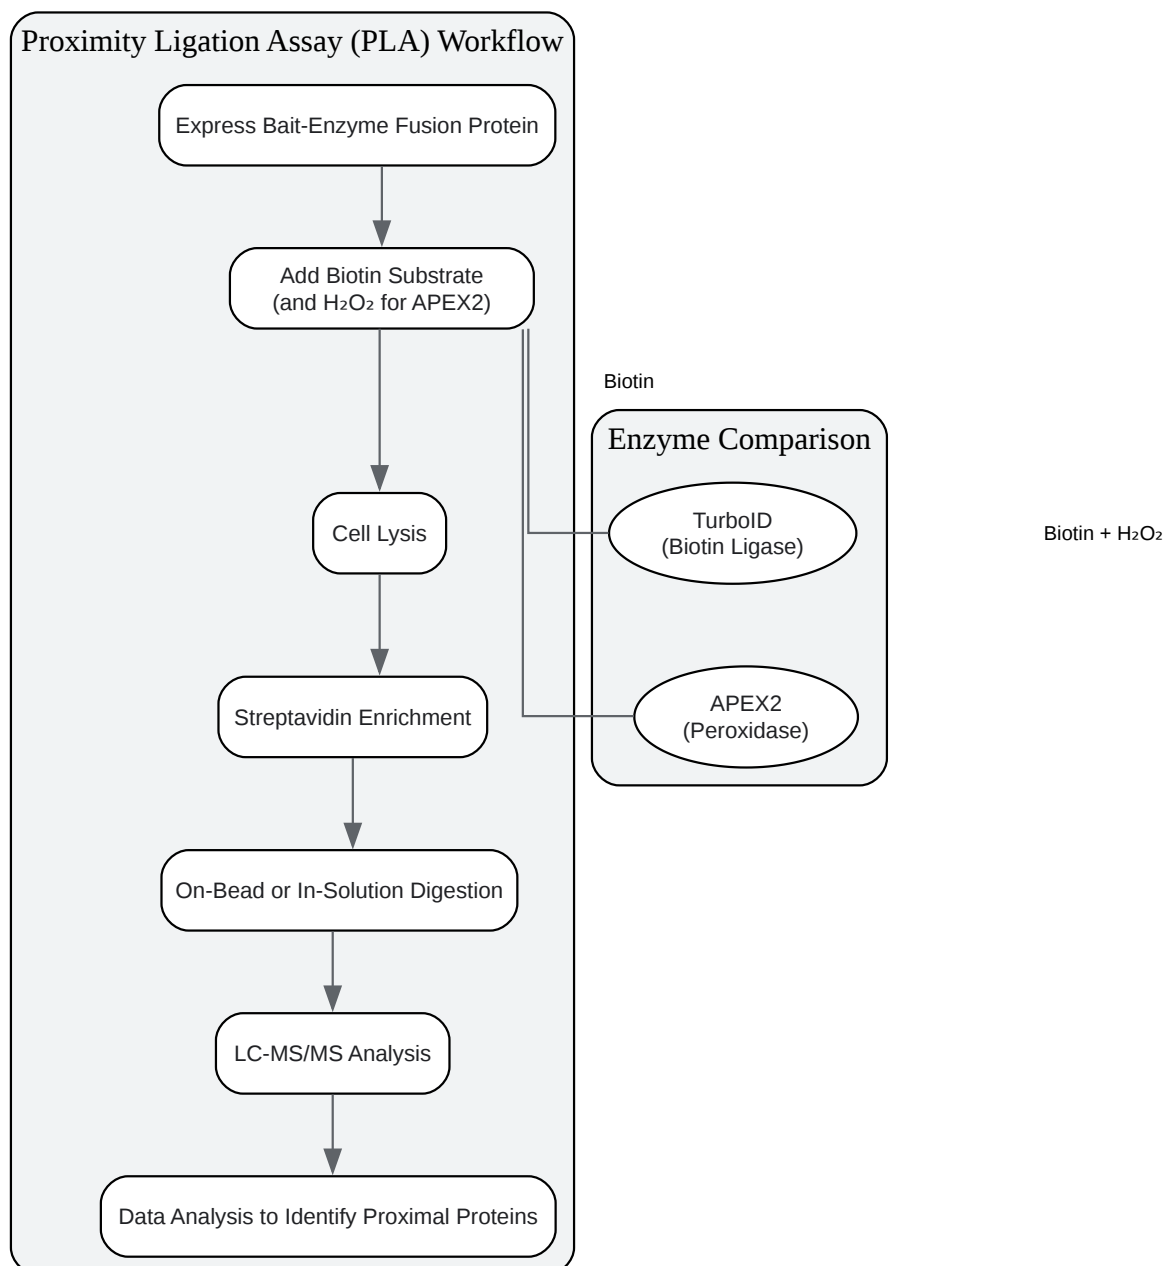 Proximity Ligation Assay (PLA) Workflow
Express Bait-Enzyme Fusion Protein
Add Biotin Substrate
(and H₂O₂ for APEX2)
Biotin
Enzyme Comparison
Cell Lysis
TurboID
(Biotin Ligase)
Biotin + H₂O₂
Streptavidin Enrichment
APEX2
(Peroxidase)
On-Bead or In-Solution Digestion
LC-MS/MS Analysis
Data Analysis to Identify Proximal Proteins